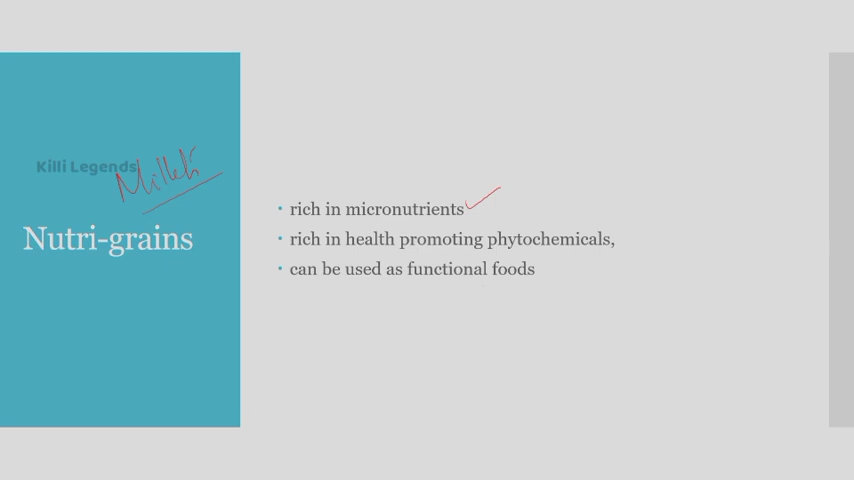 Killi Legends
Millets
Nutri-grains
rich in micronutrients
rich in health promoting phytochemicals,
can be used as functional foods